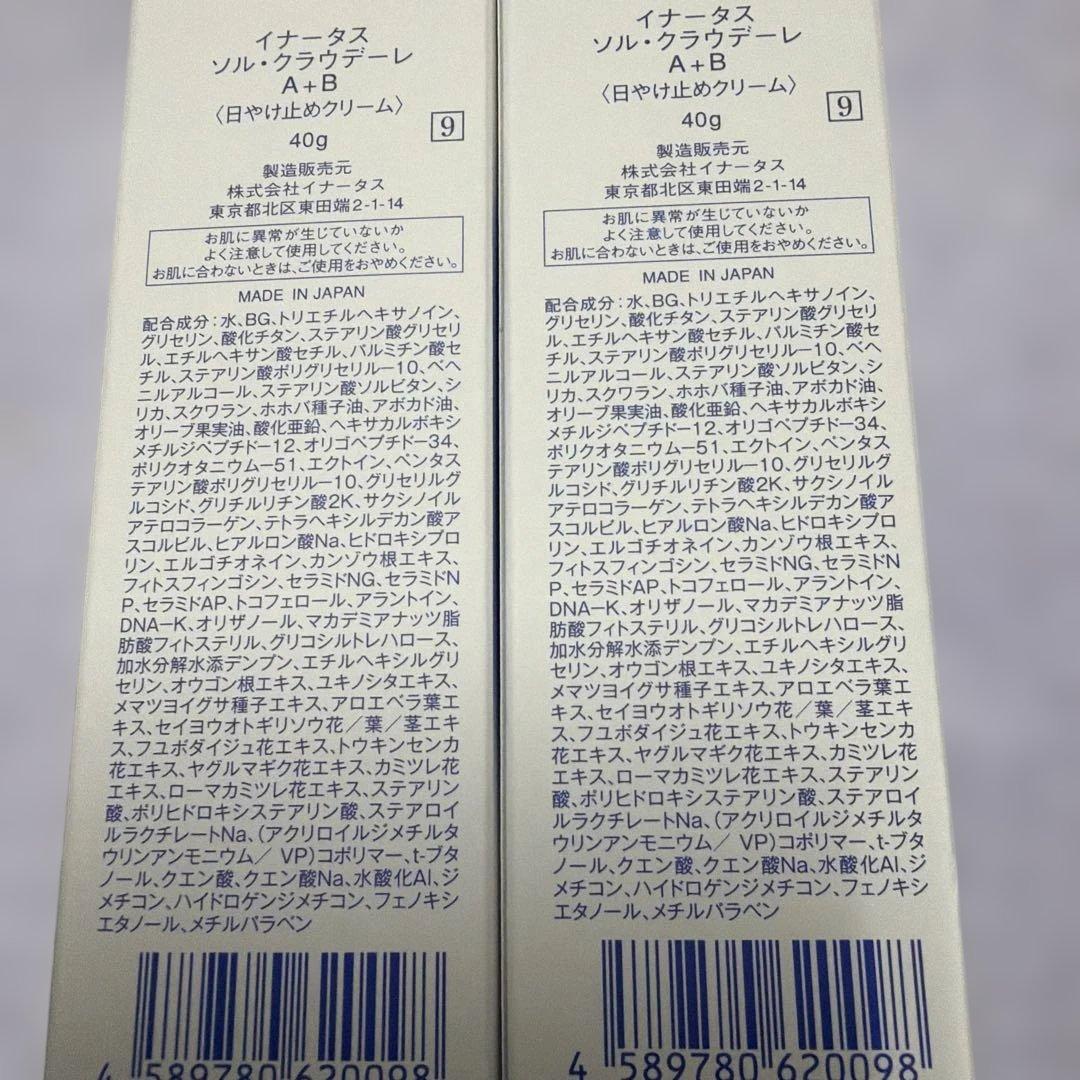 イナータス
ソル・クラウデーレ
A+B
〈日やけ止めクリーム〉
40g
9
製造販売元
株式会社イナータス
東京都北区東田端2-1-14
お肌に異常が生じていないか
よく注意して使用してください。
お肌に合わないときは、ご使用をおやめください。
MADE IN JAPAN
配合成分：水、BG、トリエチルヘキサノイン、
グリセリン、酸化チタン、ステアリン酸グリセリ
ル、エチルヘキサン酸セチル、パルミチン酸セ
チル、ステアリン酸ポリグリセリル－10、ベヘ
ニルアルコール、ステアリン酸ソルビタン、シ
リカ、スクワラン、ホホバ種子油、アボカド油、
オリーブ果実油、酸化亜鉛、ヘキサカルボキシ
メチルジペプチド－12、オリゴペプチド－34、
ポリクオタニウム－51、エクトイン、ペンタス
テアリン酸ポリグリセリル－10、グリセリルグ
ルコシド、グリチルリチン酸2K、サクシノイル
アテロコラーゲン、テトラヘキシルデカン酸ア
スコルビル、ヒアルロン酸Na、ヒドロキシプロ
リン、エルゴチオネイン、カンゾウ根エキス、
フィトスフィンゴシン、セラミドNG、セラミドN
P、セラミドAP、トコフェロール、アラントイン、
DNA－K、オリザノール、マカデミアナッツ脂
肪酸フィトステリル、グリコシルトレハロース、
加水分解水添デンプン、エチルヘキシルグリ
セリン、オウゴン根エキス、ユキノシタエキス、
メマツヨイグサ種子エキス、アロエベラ葉エ
キス、セイヨウオトギリソウ花／葉／茎エキ
ス、フユボダイジュ花エキス、トウキンセンカ
花エキス、ヤグルマギク花エキス、カミツレ花
エキス、ローマカミツレ花エキス、ステアリン
酸、ポリヒドロキシステアリン酸、ステアロイ
ルラクチレートNa、（アクリロイルジメチルタ
ウリンアンモニウム／ VP）コポリマー、t-ブタ
ノール、クエン酸、クエン酸Na、水酸化Al、ジ
メチコン、ハイドロゲンジメチコン、フェノキシ
エタノール、メチルパラベン
4 589780 620098
イナータス
ソル・クラウデーレ
A+B
〈日やけ止めクリーム〉
40g
9
製造販売元
株式会社イナータス
東京都北区東田端2-1-14
お肌に異常が生じていないか
よく注意して使用してください。
お肌に合わないときは、ご使用をおやめください。
MADE IN JAPAN
配合成分：水、BG、トリエチルヘキサノイン、
グリセリン、酸化チタン、ステアリン酸グリセリ
ル、エチルヘキサン酸セチル、パルミチン酸セ
チル、ステアリン酸ポリグリセリル－10、ベヘ
ニルアルコール、ステアリン酸ソルビタン、シ
リカ、スクワラン、ホホバ種子油、アボカド油、
オリーブ果実油、酸化亜鉛、ヘキサカルボキシ
メチルジペプチド－12、オリゴペプチド－34、
ポリクオタニウム－51、エクトイン、ペンタス
テアリン酸ポリグリセリル－10、グリセリルグ
ルコシド、グリチルリチン酸2K、サクシノイル
アテロコラーゲン、テトラヘキシルデカン酸ア
スコルビル、ヒアルロン酸Na、ヒドロキシプロ
リン、エルゴチオネイン、カンゾウ根エキス、
フィトスフィンゴシン、セラミドNG、セラミドN
P、セラミドAP、トコフェロール、アラントイン、
DNA－K、オリザノール、マカデミアナッツ脂
肪酸フィトステリル、グリコシルトレハロース、
加水分解水添デンプン、エチルヘキシルグリ
セリン、オウゴン根エキス、ユキノシタエキス、
メマツヨイグサ種子エキス、アロエベラ葉エ
キス、セイヨウオトギリソウ花／葉／茎エキ
ス、フユボダイジュ花エキス、トウキンセンカ
花エキス、ヤグルマギク花エキス、カミツレ花
エキス、ローマカミツレ花エキス、ステアリン
酸、ポリヒドロキシステアリン酸、ステアロイ
ルラクチレートNa、（アクリロイルジメチルタ
ウリンアンモニウム／ VP）コポリマー、t-ブタ
ノール、クエン酸、クエン酸Na、水酸化Al、ジ
メチコン、ハイドロゲンジメチコン、フェノキシ
エタノール、メチルパラベン
4 589780 620098